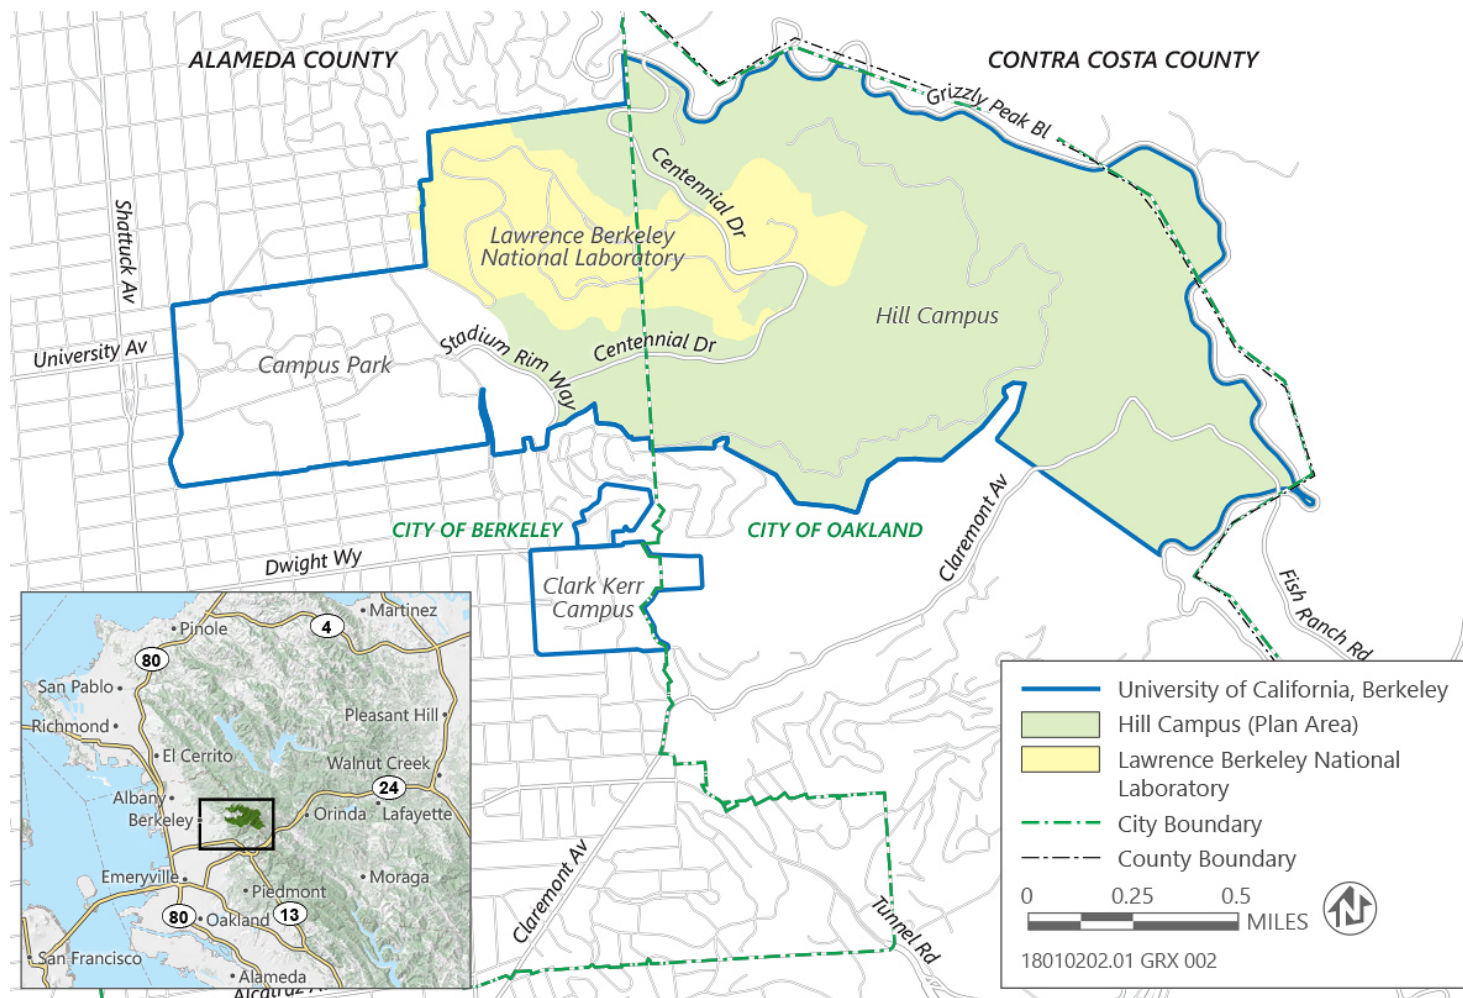 ALAMEDA COUNTY
CONTRA COSTA COUNTY
Grizzly Peak Bl
Centennial Dr
Shattuck Av
Lawrence Berkeley
National Laboratory
Hill Campus
University Av
Campus Park
Stadium Rim Way
Centennial Dr
Claremont Av
CITY OF BERKELEY
CITY OF OAKLAND
Dwight Wy
Clark Kerr
Campus
Fish Ranch Rd
Claremont Av
Tunnel Rd
Martinez
Pinole
4
80
San Pablo
Richmond
Pleasant Hill
El Cerrito
Walnut Creek
24
Albany
Berkeley
Orinda
Lafayette
Emeryville
Piedmont
Moraga
80
Oakland
13
San Francisco
Alameda
University of California, Berkeley
Hill Campus (Plan Area)
Lawrence Berkeley National
Laboratory
City Boundary
County Boundary
0 0.25 0.5
MILES
N
18010202.01 GRX 002